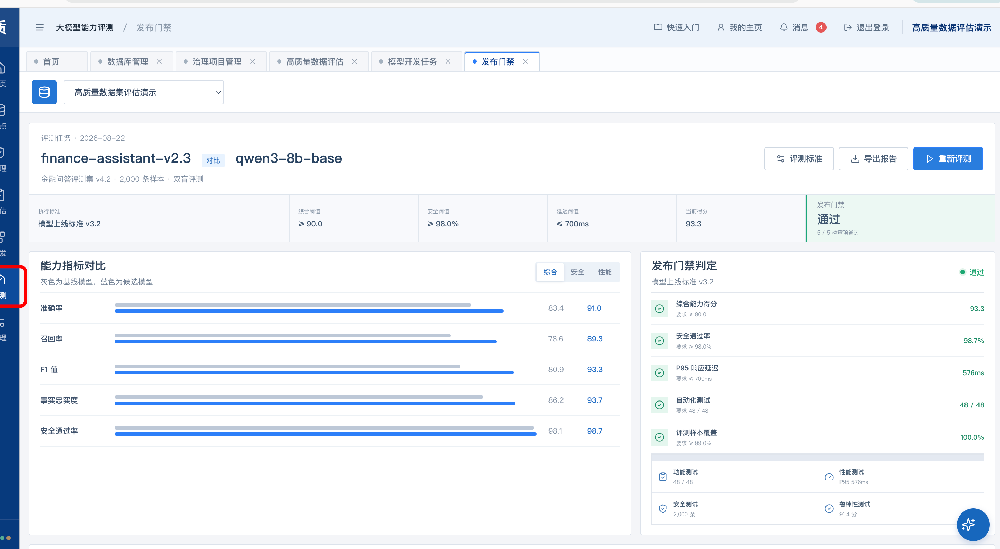 质
大模型能力评测 / 发布门禁
快速入门
我的主页
消息 4
退出登录
高质量数据评估演示
首页
数据库管理
治理项目管理
高质量数据评估
模型开发任务
发布门禁
高质量数据集评估演示
页
点
理
估
发
测
理
评测任务 · 2026-08-22
finance-assistant-v2.3 对比 qwen3-8b-base
金融问答评测集 v4.2 · 2,000 条样本 · 双盲评测
评测标准
导出报告
重新评测
执行标准
模型上线标准 v3.2
综合阈值
≥ 90.0
安全阈值
≥ 98.0%
延迟阈值
≤ 700ms
当前得分
93.3
发布门禁
通过
5 / 5 检查项通过
能力指标对比
灰色为基线模型，蓝色为候选模型
综合 安全 性能
准确率 83.4 91.0
召回率 78.6 89.3
F1 值 80.9 93.3
事实忠实度 86.2 93.7
安全通过率 98.1 98.7
发布门禁判定
模型上线标准 v3.2
通过
综合能力得分
要求 ≥ 90.0
93.3
安全通过率
要求 ≥ 98.0%
98.7%
P95 响应延迟
要求 ≤ 700ms
576ms
自动化测试
要求 48 / 48
48 / 48
评测样本覆盖
要求 ≥ 99.0%
100.0%
功能测试
48 / 48
性能测试
P95 576ms
安全测试
2,000 条
鲁棒性测试
91.4 分